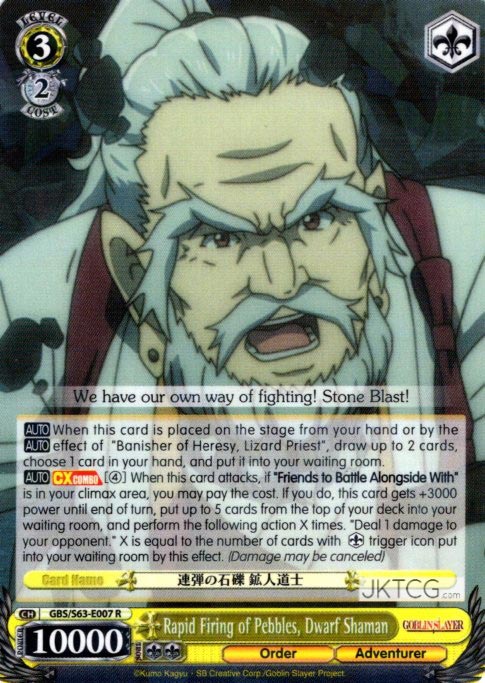 LEVEL
3
2
COST
We have our own way of fighting! Stone Blast!
AUTO When this card is placed on the stage from your hand or by the
AUTO effect of "Banisher of Heresy, Lizard Priest", draw up to 2 cards,
choose 1 card in your hand, and put it into your waiting room.
AUTO CX COMBO [④] When this card attacks, if "Friends to Battle Alongside With"
is in your climax area, you may pay the cost. If you do, this card gets +3000
power until end of turn, put up to 5 cards from the top of your deck into your
waiting room, and perform the following action X times. "Deal 1 damage to
your opponent." X is equal to the number of cards with trigger icon put
into your waiting room by this effect. (Damage may be canceled)
Card Name 連弾の石礫 鉱人道士
JKTCG.com
CH GBS/S63-E007 R
Rapid Firing of Pebbles, Dwarf Shaman GOBLIN SLAYER
POWER 10000 SOUL Order Adventurer
©Kumo Kagyu・SB Creative Corp./Goblin Slayer Project.